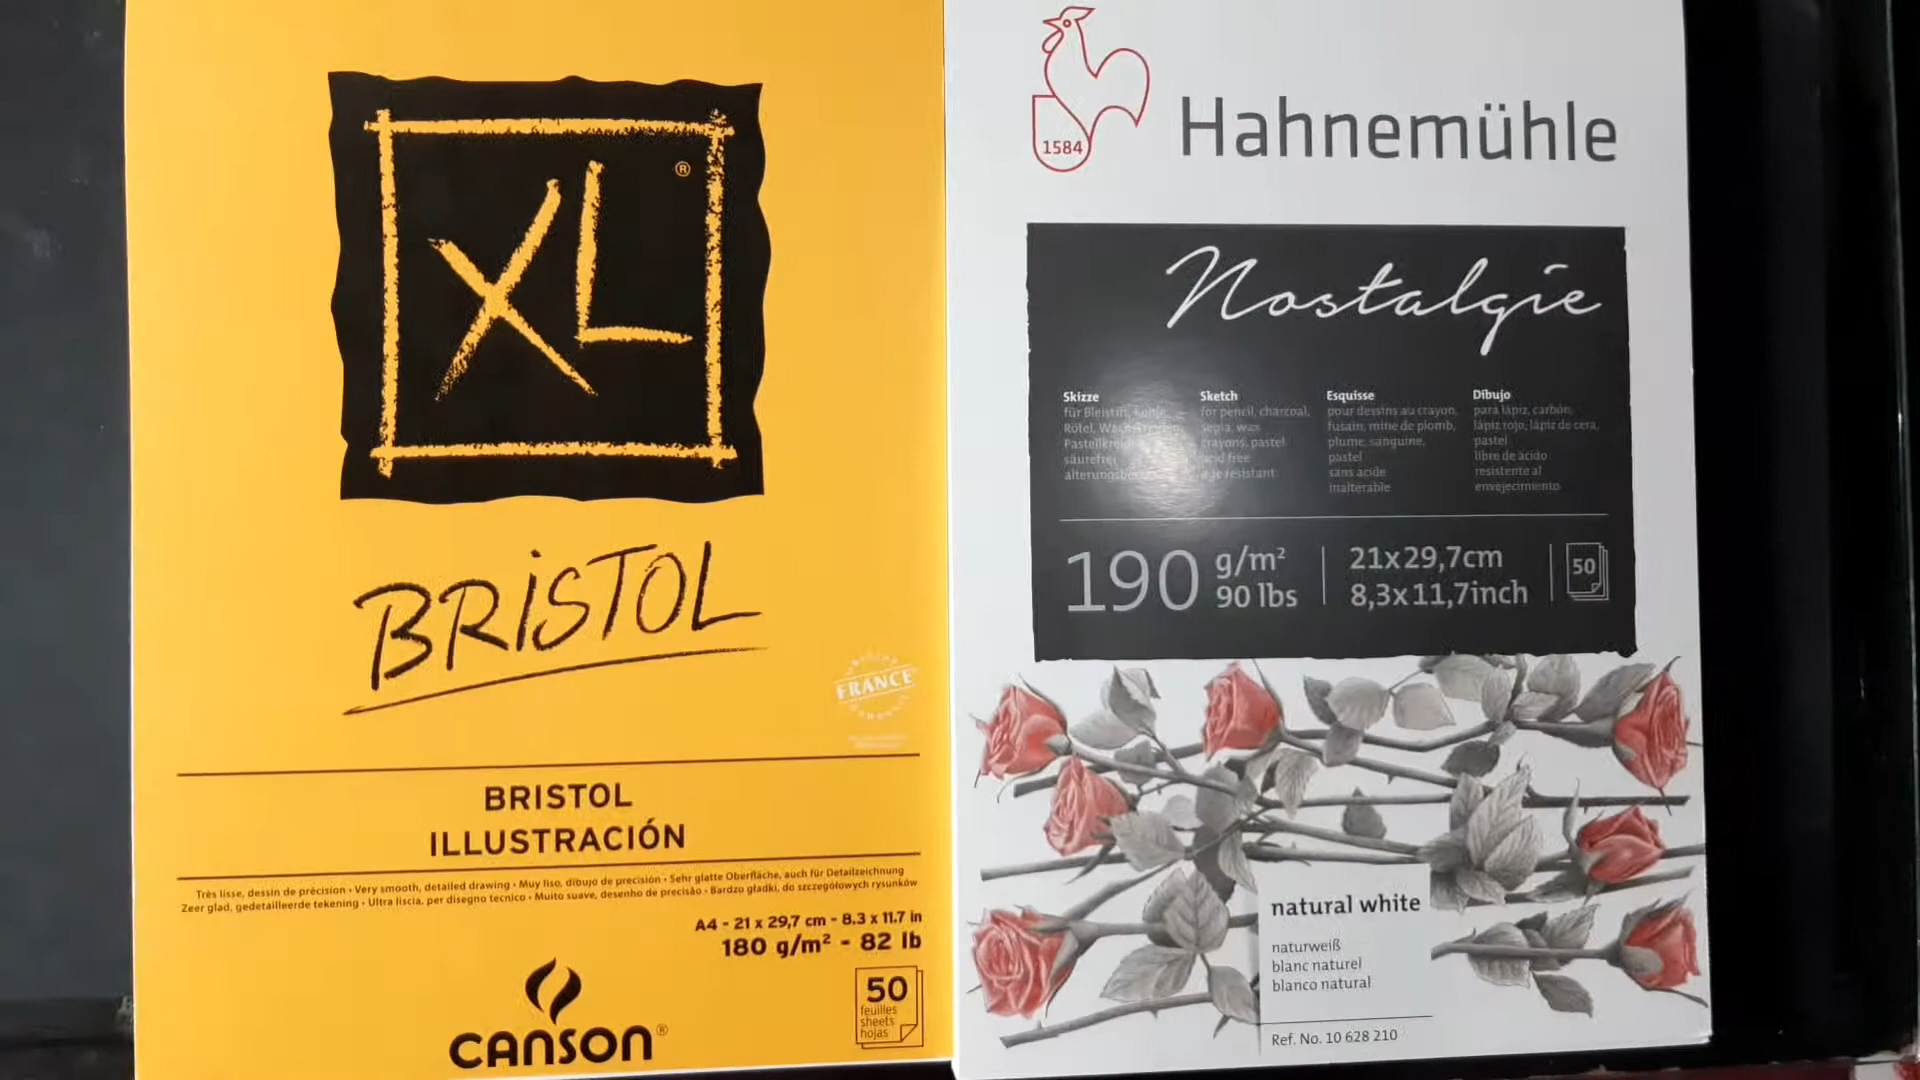 XL
®
BRISTOL
FRANCE
BRISTOL
ILLUSTRACIÓN
Très lisse, dessin de précision • Very smooth, detailed drawing • Muy liso, dibujo de precisión • Sehr glatte Oberfläche, auch für Detailzeichnung
Zeer glad, gedetailleerde tekening • Ultra liscia, per disegno tecnico • Muito suave, desenho de precisão • Bardzo gładki, do szczegółowych rysunków
A4 - 21 x 29,7 cm - 8.3 x 11.7 in
180 g/m² - 82 lb
50
feuilles
sheets
hojas
CANSON®
1584
Hahnemühle
Nostalgie
Skizze
für Bleistift, Kohle,
Rötel,
säurefrei
Sketch
for pencil, charcoal,
sepia, wax
crayons, pastel
acid free
age resistant
Esquisse
pour dessins au crayon,
fusain, mine de plomb,
plume, sanguine,
pastel
sans acide
inaltérable
Dibujo
para lápiz, carbón,
lápiz rojo, lápiz de cera,
pastel
libre de ácido
resistente al
envejecimiento
190 g/m² 90 lbs
21x29,7cm
8,3x11,7inch
50
natural white
naturweiß
blanc naturel
blanco natural
Ref. No. 10 628 210